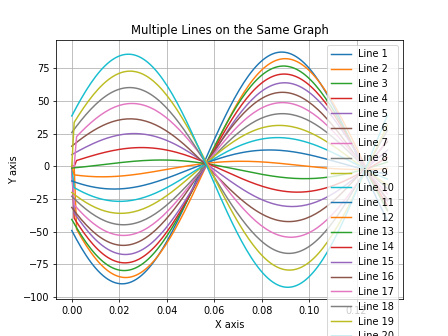 Multiple Lines on the Same Graph
Y axis
75
50
25
0
−25
−50
−75
−100
0.00
0.02
0.04
0.06
0.08
0.10
X axis
Line 1
Line 2
Line 3
Line 4
Line 5
Line 6
Line 7
Line 8
Line 9
Line 10
Line 11
Line 12
Line 13
Line 14
Line 15
Line 16
Line 17
Line 18
Line 19
Line 20